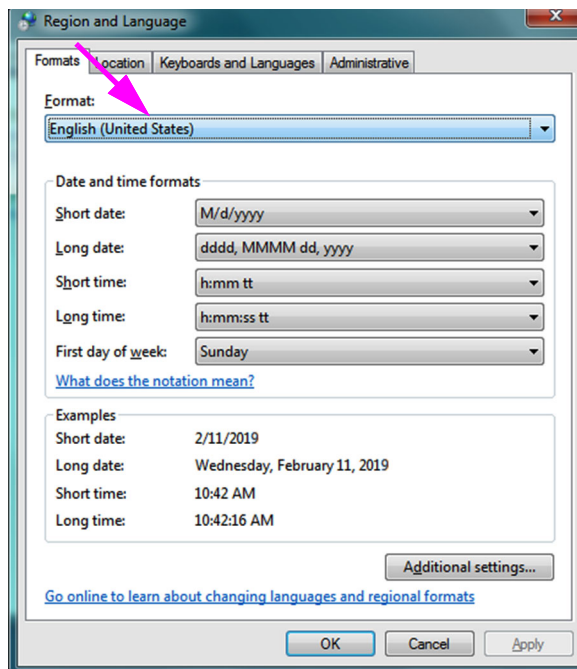 Region and Language
Formats Location Keyboards and Languages Administrative
Format:
English (United States)
Date and time formats
Short date: M/d/yyyy
Long date: dddd, MMMM dd, yyyy
Short time: h:mm tt
Long time: h:mm:ss tt
First day of week: Sunday
What does the notation mean?
Examples
Short date: 2/11/2019
Long date: Wednesday, February 11, 2019
Short time: 10:42 AM
Long time: 10:42:16 AM
Additional settings...
Go online to learn about changing languages and regional formats
OK Cancel Apply